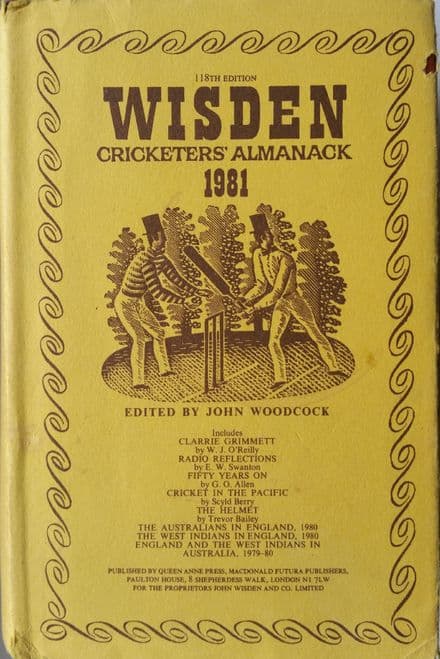 118TH EDITION
WISDEN
CRICKETERS' ALMANACK
1981
EDITED BY JOHN WOODCOCK
Includes
CLARRIE GRIMMETT
by W. J. O'Reilly
RADIO REFLECTIONS
by E. W. Swanton
FIFTY YEARS ON
by G. O. Allen
CRICKET IN THE PACIFIC
by Scyld Berry
THE HELMET
by Trevor Bailey
THE AUSTRALIANS IN ENGLAND, 1980
THE WEST INDIANS IN ENGLAND, 1980
ENGLAND AND THE WEST INDIANS IN
AUSTRALIA, 1979-80
PUBLISHED BY QUEEN ANNE PRESS, MACDONALD FUTURA PUBLISHERS,
PAULTON HOUSE, 8 SHEPHERDESS WALK, LONDON N1 7LW
FOR THE PROPRIETORS JOHN WISDEN AND CO. LIMITED